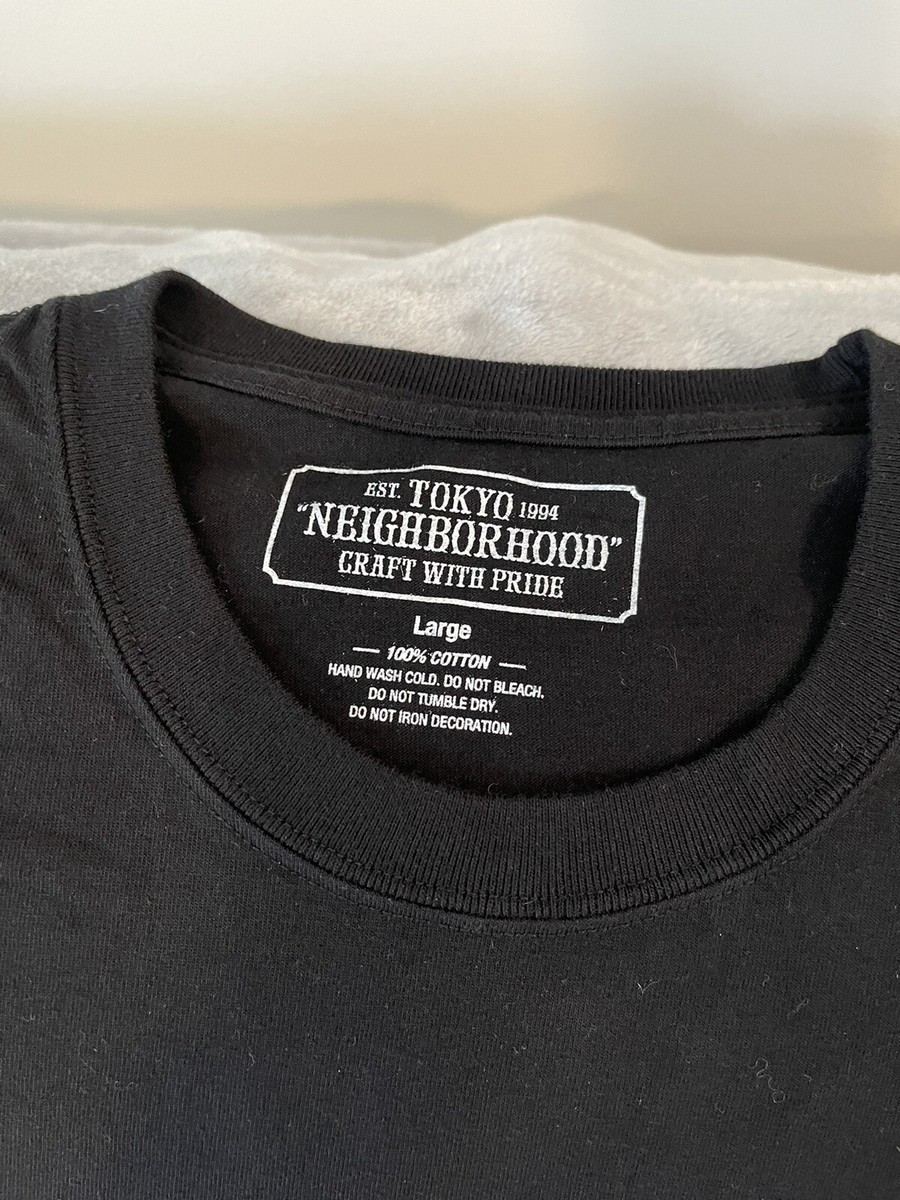 EST. TOKYO 1994
“NEIGHBORHOOD”
CRAFT WITH PRIDE
Large
— 100% COTTON —
HAND WASH COLD. DO NOT BLEACH.
DO NOT TUMBLE DRY.
DO NOT IRON DECORATION.